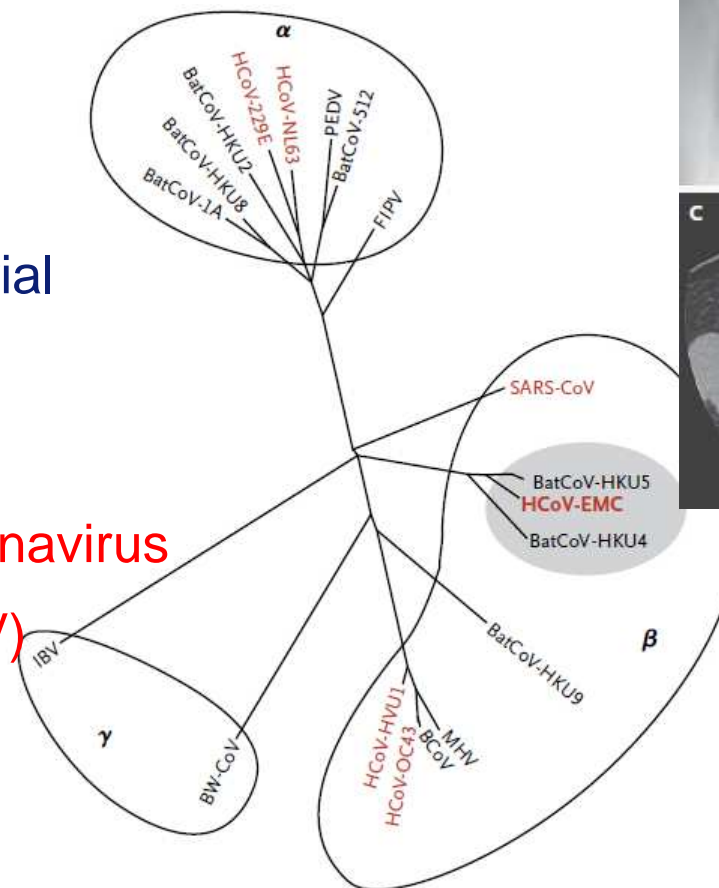 α
BatCoV-1A
BatCoV-HKU8
BatCoV-HKU2
HCoV-229E
HCoV-NL63
PEDV
BatCoV-512
FIPV
C
ial
SARS-CoV
BatCoV-HKU5
HCoV-EMC
BatCoV-HKU4
navirus
V)
IBV
γ
BW-CoV
BatCoV-HKU9
β
HCoV-HVU1
HCoV-OC43
BCoV
MHV